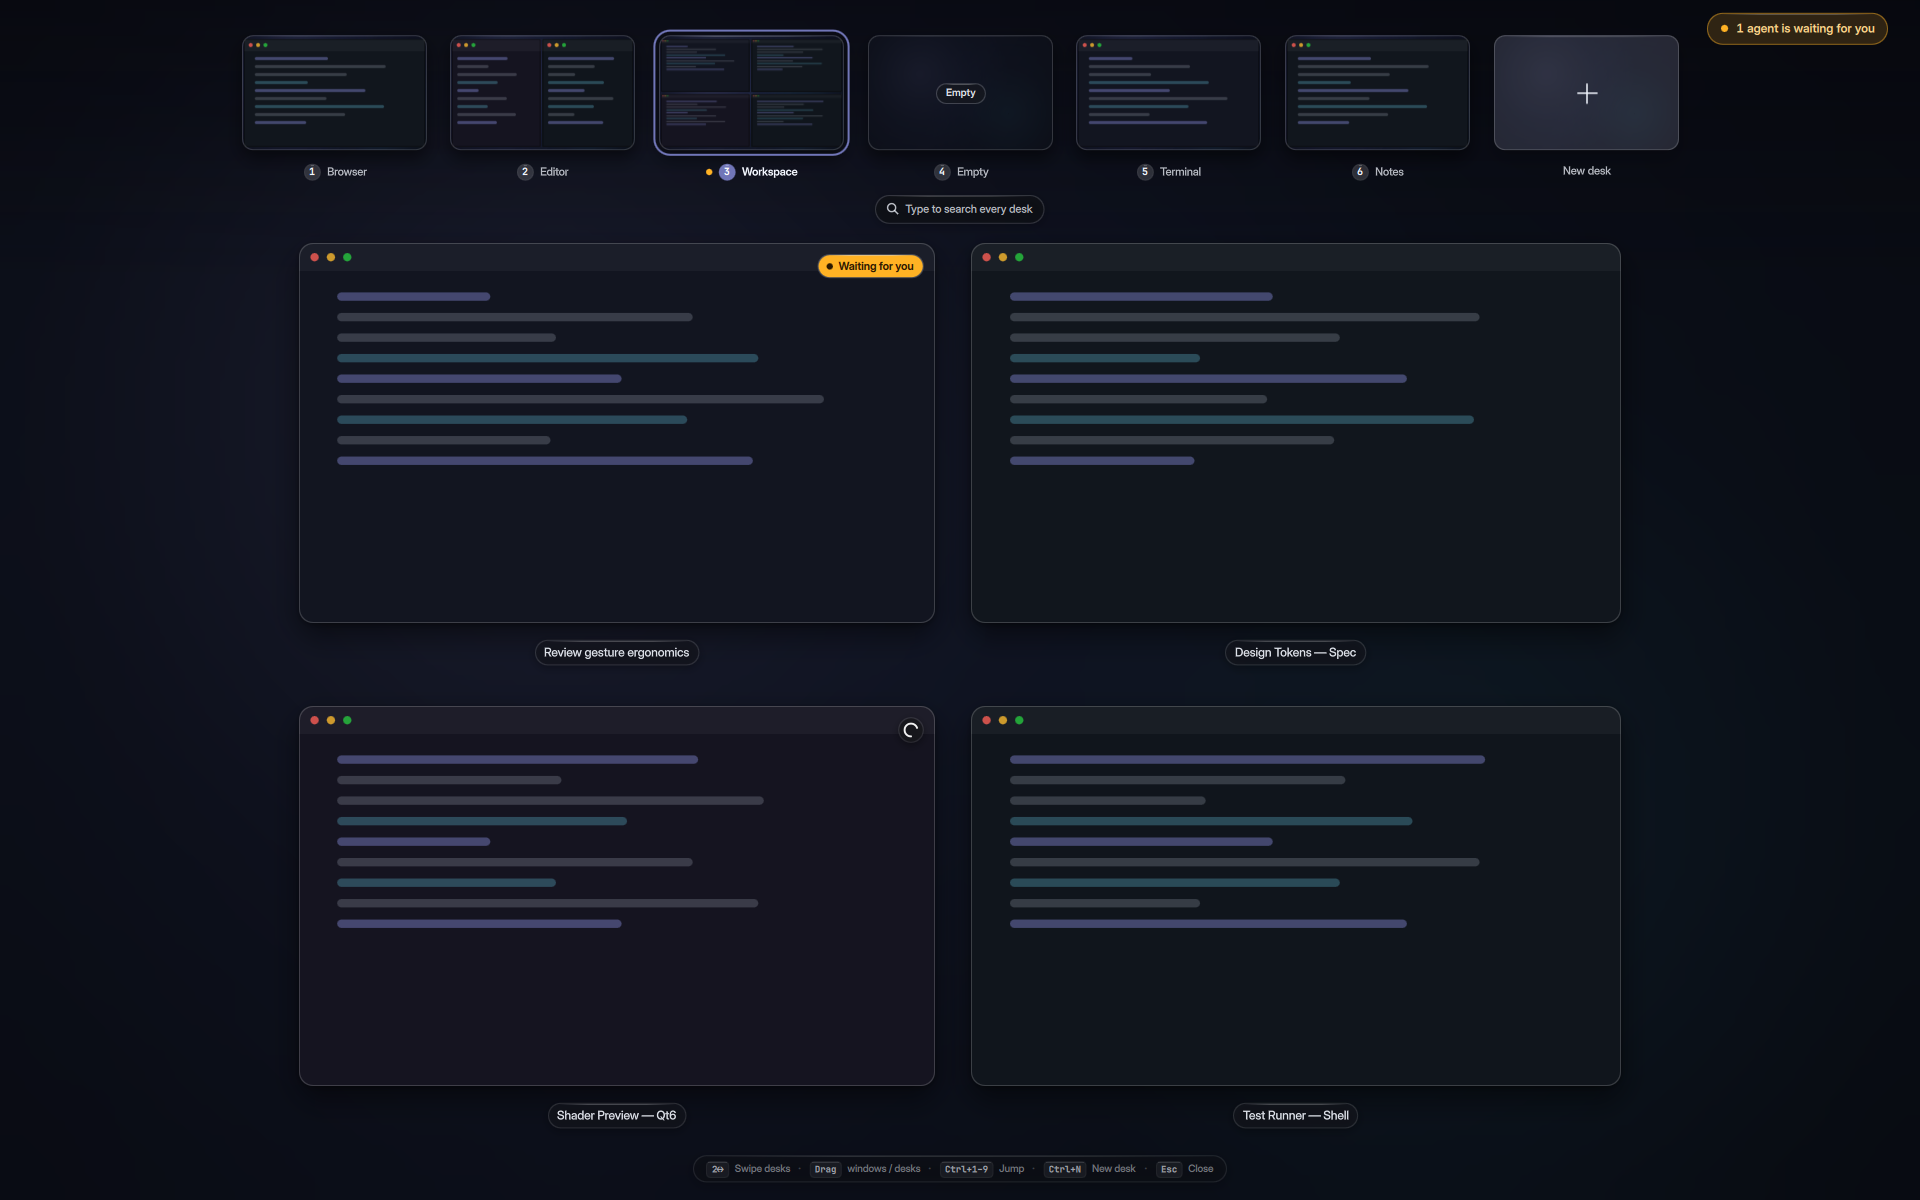 1 agent is waiting for you
Empty
1 Browser
2 Editor
3 Workspace
4 Empty
5 Terminal
6 Notes
New desk
Type to search every desk
Waiting for you
Review gesture ergonomics
Design Tokens — Spec
Shader Preview — Qt6
Test Runner — Shell
2↔ Swipe desks · Drag windows / desks · Ctrl+1–9 Jump · Ctrl+N New desk · Esc Close